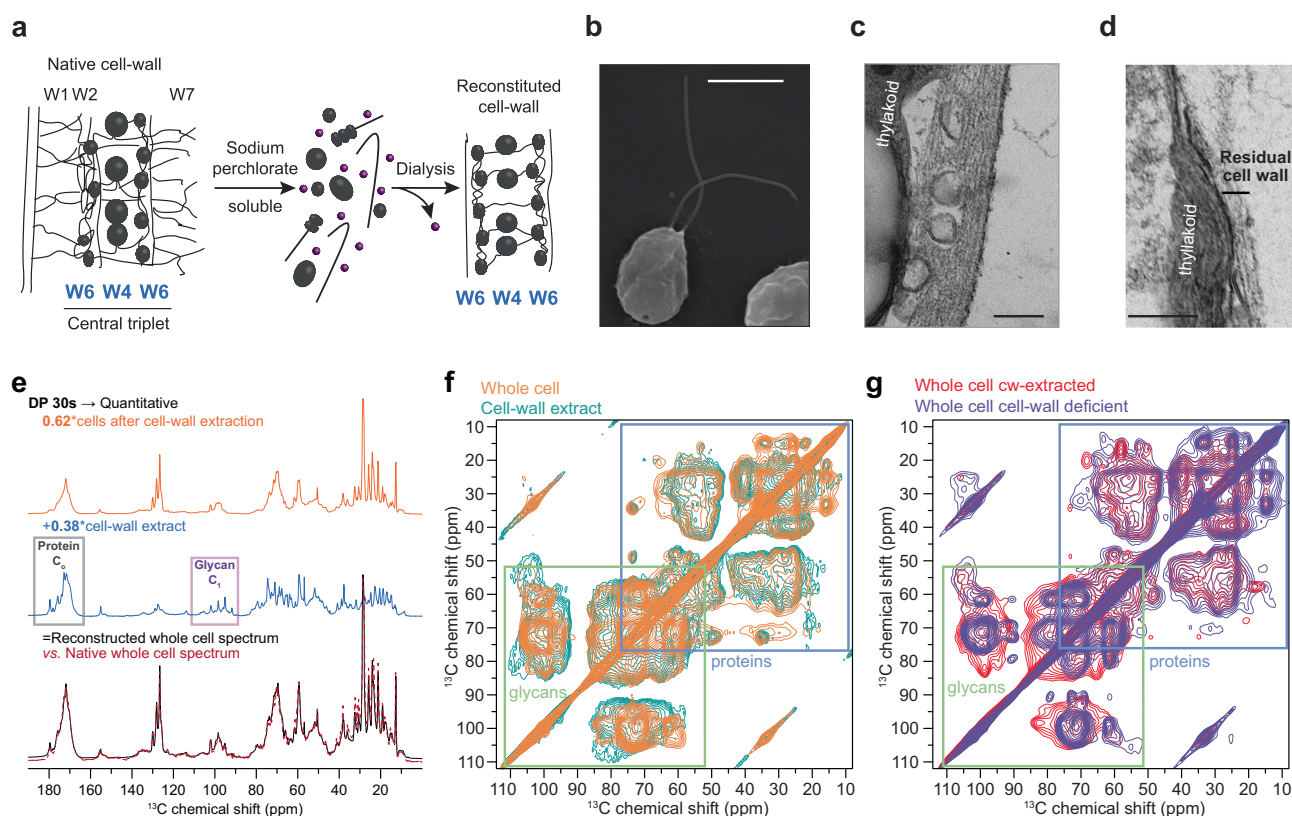 a
Native cell-wall
W1 W2
W7
Sodium
perchlorate
soluble
Dialysis
Reconstituted
cell-wall
W6 W4 W6
Central triplet
W6 W4 W6
b
c
thylakoid
d
thyllakoid
Residual
cell wall
e
DP 30s → Quantitative
0.62*cells after cell-wall extraction
+0.38*cell-wall extract
Protein
Co
Glycan
C1
=Reconstructed whole cell spectrum
vs. Native whole cell spectrum
190 180 160 140 120 100 80 60 40 20
13C chemical shift (ppm)
f
Whole cell
Cell-wall extract
10
20
30
40
50
60
70
80
90
100
110
13C chemical shift (ppm)
proteins
glycans
110 100 90 80 70 60 50 40 30 20 10
13C chemical shift (ppm)
g
Whole cell cw-extracted
Whole cell cell-wall deficient
10
20
30
40
50
60
70
80
90
100
110
13C chemical shift (ppm)
proteins
glycans
110 100 90 80 70 60 50 40 30 20 10
13C chemical shift (ppm)